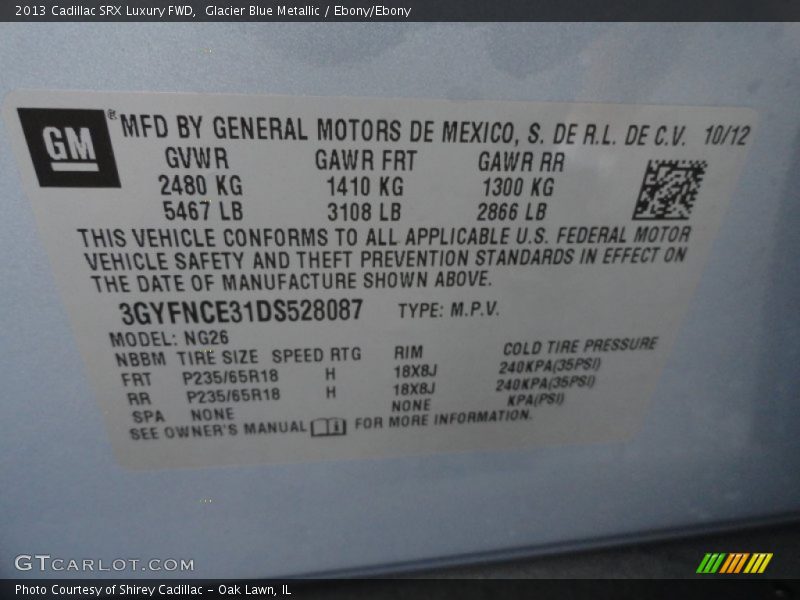 2013 Cadillac SRX Luxury FWD,  Glacier Blue Metallic / Ebony/Ebony
GM ® MFD BY GENERAL MOTORS DE MEXICO, S. DE R.L. DE C.V. 10/12
GVWR GAWR FRT GAWR RR
2480 KG 1410 KG 1300 KG
5467 LB 3108 LB 2866 LB
THIS VEHICLE CONFORMS TO ALL APPLICABLE U.S. FEDERAL MOTOR
VEHICLE SAFETY AND THEFT PREVENTION STANDARDS IN EFFECT ON
THE DATE OF MANUFACTURE SHOWN ABOVE.
3GYFNCE31DS528087 TYPE: M.P.V.
MODEL: NG26
NBBM TIRE SIZE SPEED RTG RIM COLD TIRE PRESSURE
FRT P235/65R18 H 18X8J 240KPA(35PSI)
RR P235/65R18 H 18X8J 240KPA(35PSI)
SPA NONE NONE KPA(PSI)
SEE OWNER'S MANUAL FOR MORE INFORMATION.
GTCARLOT.COM
Photo Courtesy of Shirey Cadillac - Oak Lawn, IL